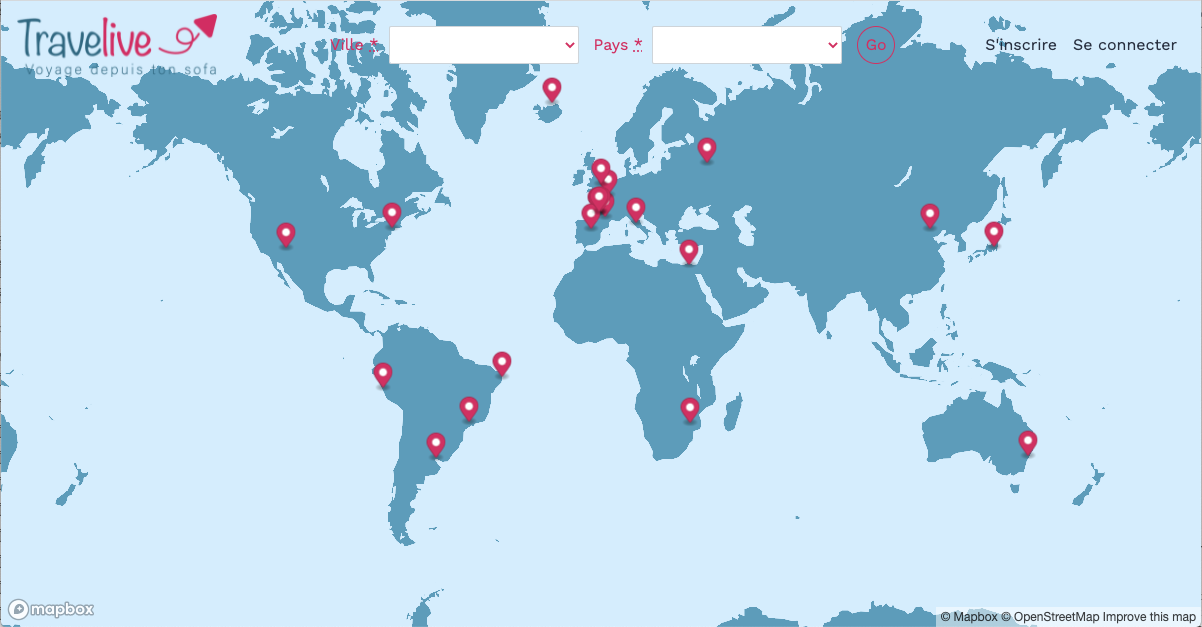 Travelive
Voyage depuis ton sofa
Ville *
Pays *
Go
S'inscrire
Se connecter
mapbox
© Mapbox © OpenStreetMap Improve this map